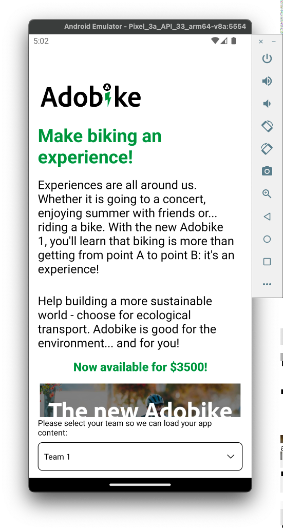 Android Emulator - Pixel_3a_API_33_arm64-v8a:5554
5:02
Adobike
Make biking an
experience!
Experiences are all around us.
Whether it is going to a concert,
enjoying summer with friends or...
riding a bike. With the new Adobike
1, you'll learn that biking is more than
getting from point A to point B: it's an
experience!
Help building a more sustainable
world - choose for ecological
transport. Adobike is good for the
environment... and for you!
Now available for $3500!
The new Adobike
Please select your team so we can load your app
content:
Team 1